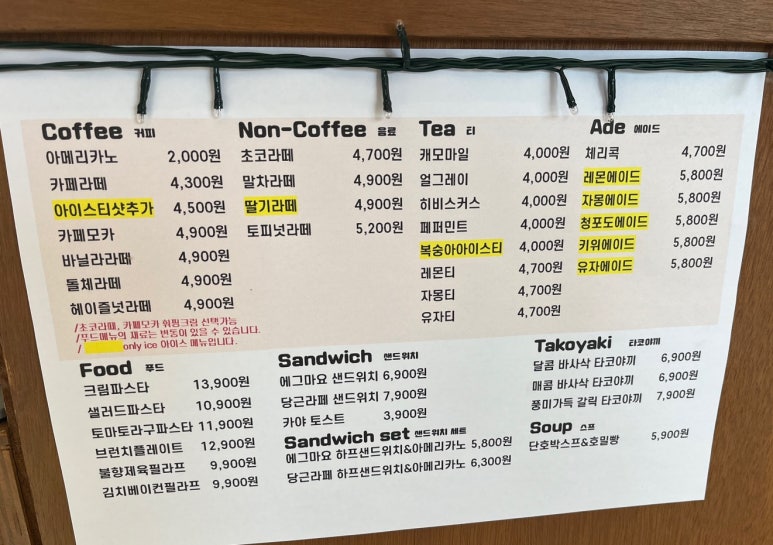 Coffee 커피
아메리카노 2,000원
카페라떼 4,300원
아이스티샷추가 4,500원
카페모카 4,900원
바닐라라떼 4,900원
돌체라떼 4,900원
헤이즐넛라떼 4,900원
/초코라떼, 카페모카 휘핑크림 선택가능
/푸드메뉴의 재료는 변동이 있을 수 있습니다.
/ only ice 아이스 메뉴입니다.
Non-Coffee 음료
초코라떼 4,700원
말차라떼 4,900원
딸기라떼 4,900원
토피넛라떼 5,200원
Tea 티
캐모마일 4,000원
얼그레이 4,000원
히비스커스 4,000원
페퍼민트 4,000원
복숭아아이스티 4,000원
레몬티 4,700원
자몽티 4,700원
유자티 4,700원
Ade 에이드
체리콕 4,700원
레몬에이드 5,800원
자몽에이드 5,800원
청포도에이드 5,800원
키위에이드 5,800원
유자에이드 5,800원
Food 푸드
크림파스타 13,900원
샐러드파스타 10,900원
토마토라구파스타 11,900원
브런치플레이트 12,900원
불향제육필라프 9,900원
김치베이컨필라프 9,900원
Sandwich 샌드위치
에그마요 샌드위치 6,900원
당근라페 샌드위치 7,900원
카야 토스트 3,900원
Sandwich set 샌드위치 세트
에그마요 하프샌드위치&아메리카노 5,800원
당근라페 하프샌드위치&아메리카노 6,300원
Takoyaki 타코야끼
달콤 바사삭 타코야끼 6,900원
매콤 바사삭 타코야끼 6,900원
풍미가득 갈릭 타코야끼 7,900원
Soup 스프
단호박스프&호밀빵 5,900원